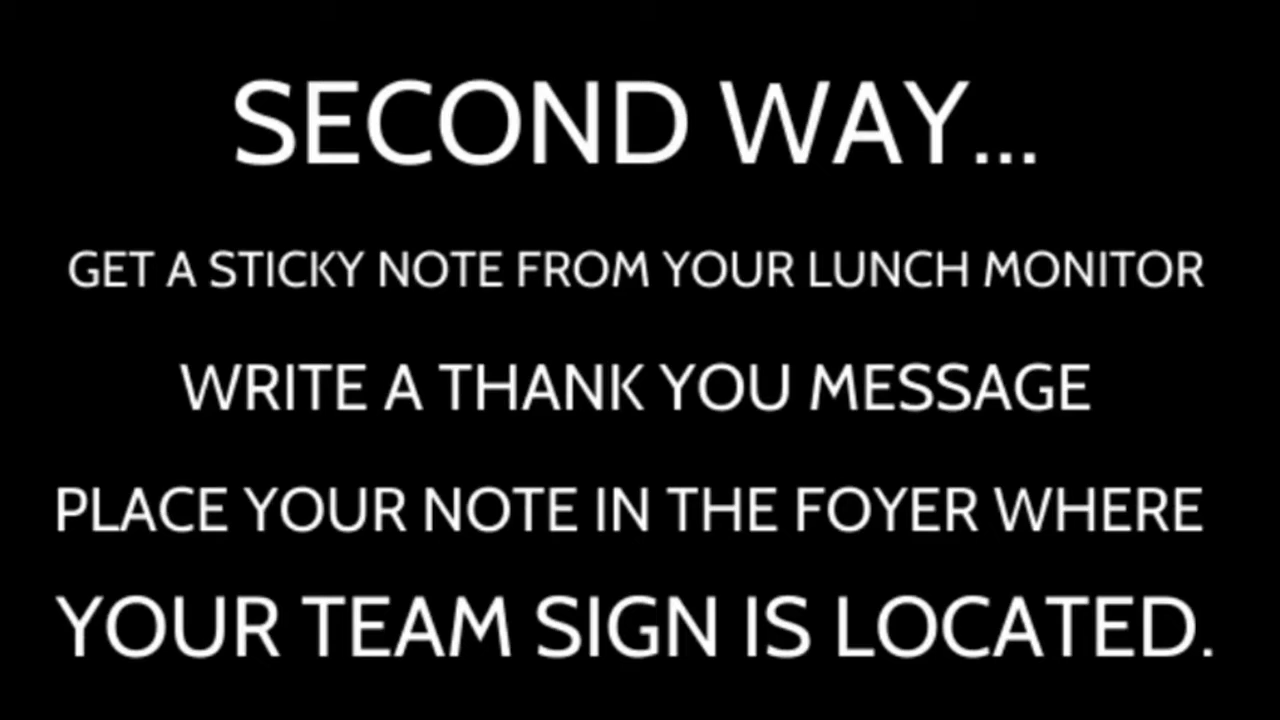 SECOND WAY...
GET A STICKY NOTE FROM YOUR LUNCH MONITOR
WRITE A THANK YOU MESSAGE
PLACE YOUR NOTE IN THE FOYER WHERE
YOUR TEAM SIGN IS LOCATED.